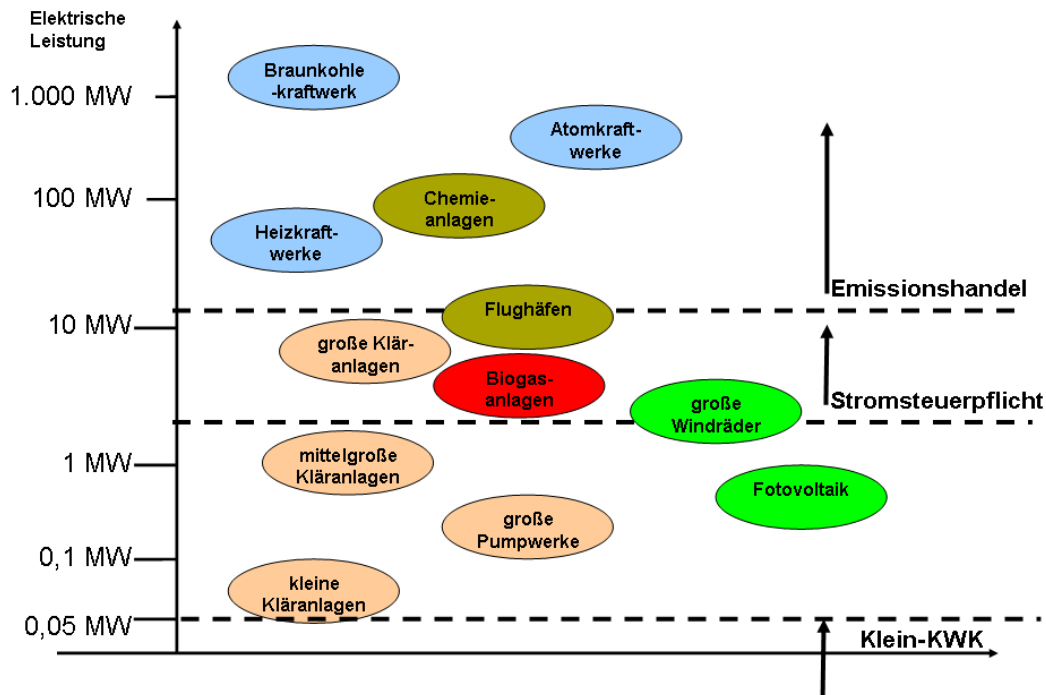 Elektrische
Leistung
Braunkohle
-kraftwerk
1.000 MW
Atomkraft-
werke
100 MW
Chemie-
anlagen
Heizkraft-
werke
Emissionshandel
Flughäfen
10 MW
große Klär-
anlagen
Biogas-
anlagen
Stromsteuerpflicht
große
Windräder
1 MW
mittelgroße
Kläranlagen
Fotovoltaik
große
Pumpwerke
0,1 MW
kleine
Kläranlagen
0,05 MW
Klein-KWK